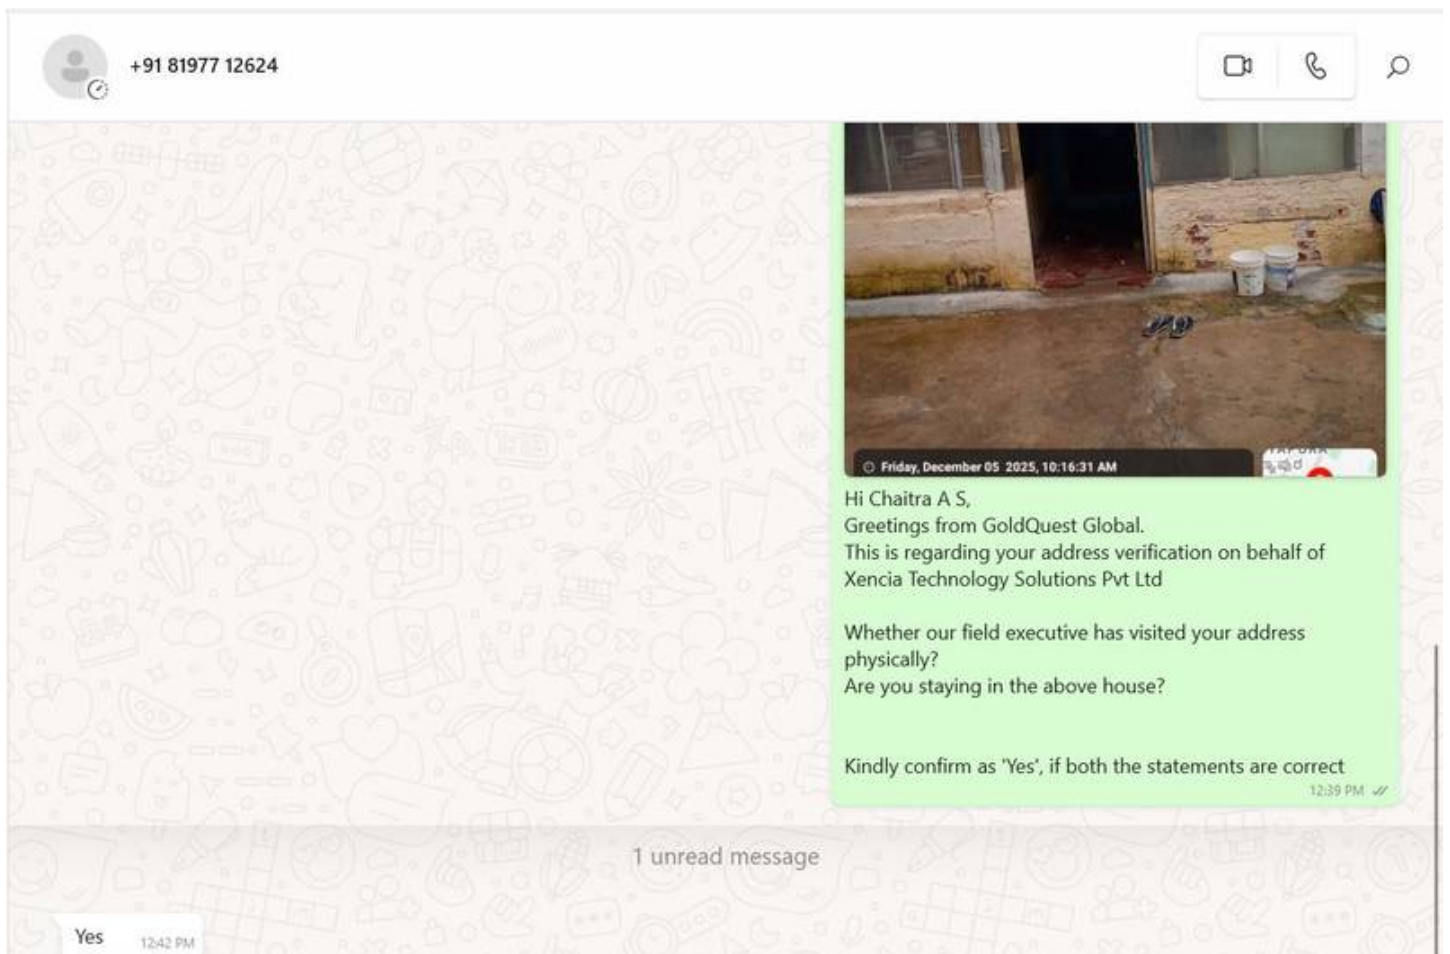 +91 81977 12624
Friday, December 05 2025, 10:16:31 AM
Hi Chaitra A S,
Greetings from GoldQuest Global.
This is regarding your address verification on behalf of
Xencia Technology Solutions Pvt Ltd
Whether our field executive has visited your address
physically?
Are you staying in the above house?
Kindly confirm as 'Yes', if both the statements are correct
12:39 PM
1 unread message
Yes 12:42 PM